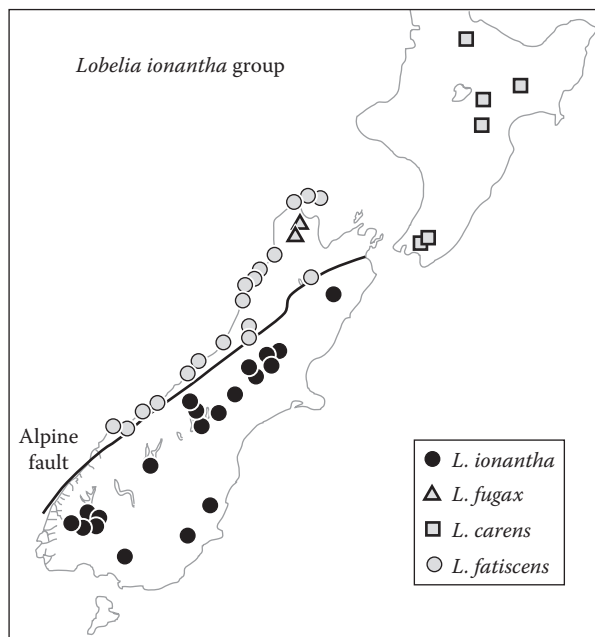 Lobelia ionantha group
Alpine
fault
L. ionantha
L. fugax
L. carens
L. fatiscens